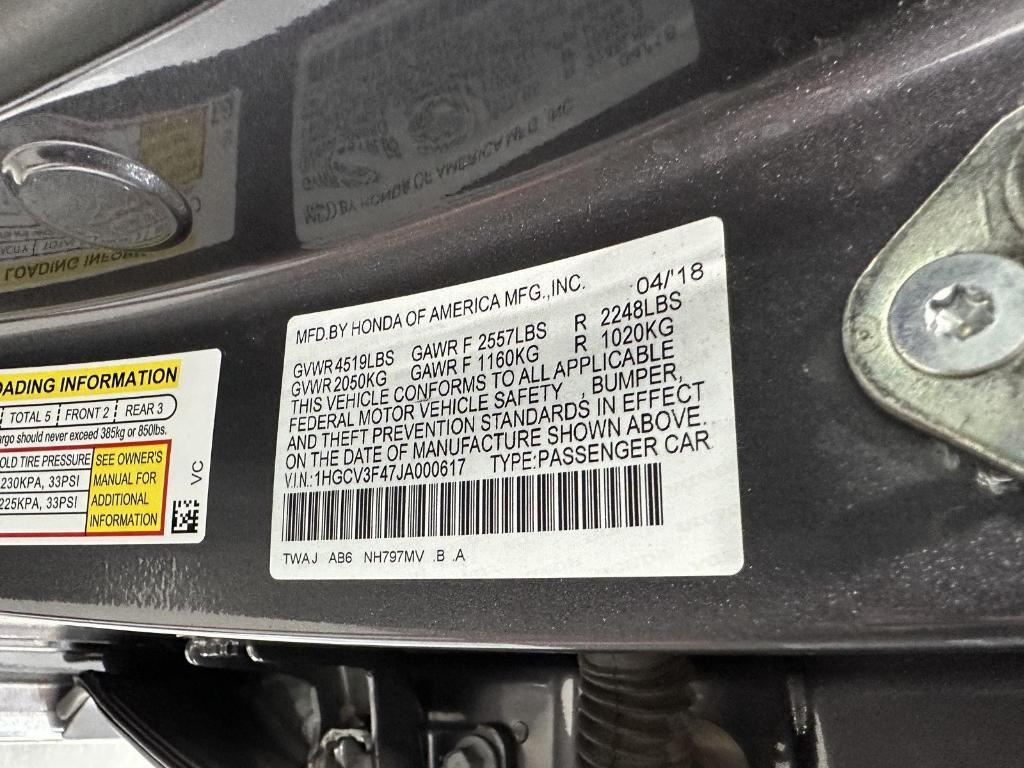 MFD.BY HONDA OF AMERICA MFG.,INC. 04/'18
GVWR 4519LBS GAWR F 2557LBS R 2248LBS
GVWR 2050KG GAWR F 1160KG R 1020KG
THIS VEHICLE CONFORMS TO ALL APPLICABLE
FEDERAL MOTOR VEHICLE SAFETY , BUMPER,
AND THEFT PREVENTION STANDARDS IN EFFECT
ON THE DATE OF MANUFACTURE SHOWN ABOVE.
V.I.N.:1HGCV3F47JA000617 TYPE:PASSENGER CAR
TWAJ AB6 NH797MV .B .A
LOADING INFORMATION
TOTAL 5 FRONT 2 REAR 3
should never exceed 385kg or 850lbs.
TIRE PRESSURE
230KPA, 33PSI
225KPA, 33PSI
SEE OWNER'S
MANUAL FOR
ADDITIONAL
INFORMATION
VC